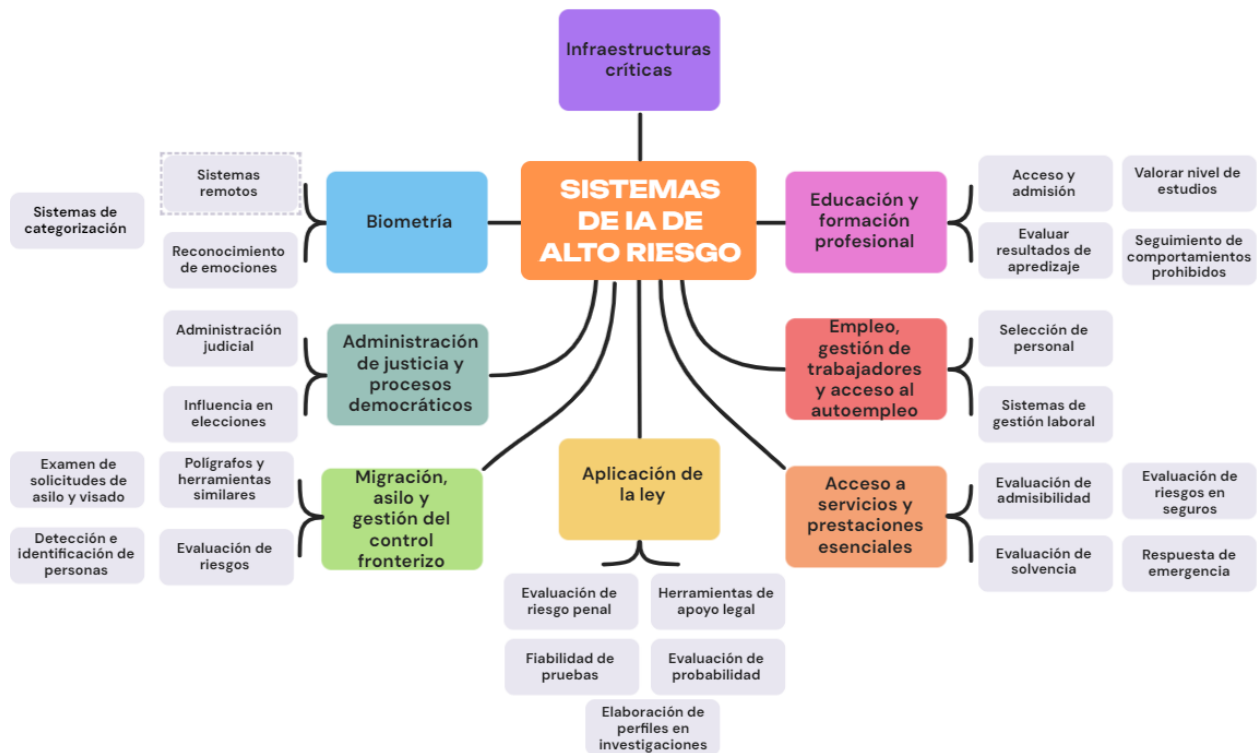 Infraestructuras
críticas
SISTEMAS
DE IA DE
ALTO RIESGO
Biometría
Sistemas
remotos
Reconocimiento
de emociones
Sistemas de
categorización
Educación y
formación
profesional
Acceso y
admisión
Valorar nivel de
estudios
Evaluar
resultados de
apredizaje
Seguimiento de
comportamientos
prohibidos
Administración
de justicia y
procesos
democráticos
Administración
judicial
Influencia en
elecciones
Empleo,
gestión de
trabajadores
y acceso al
autoempleo
Selección de
personal
Sistemas de
gestión laboral
Migración,
asilo y
gestión del
control
fronterizo
Examen de
solicitudes de
asilo y visado
Polígrafos y
herramientas
similares
Detección e
identificación de
personas
Evaluación de
riesgos
Aplicación de
la ley
Evaluación de
riesgo penal
Herramientas de
apoyo legal
Fiabilidad de
pruebas
Evaluación de
probabilidad
Elaboración de
perfiles en
investigaciones
Acceso a
servicios y
prestaciones
esenciales
Evaluación de
admisibilidad
Evaluación de
riesgos en
seguros
Evaluación de
solvencia
Respuesta de
emergencia